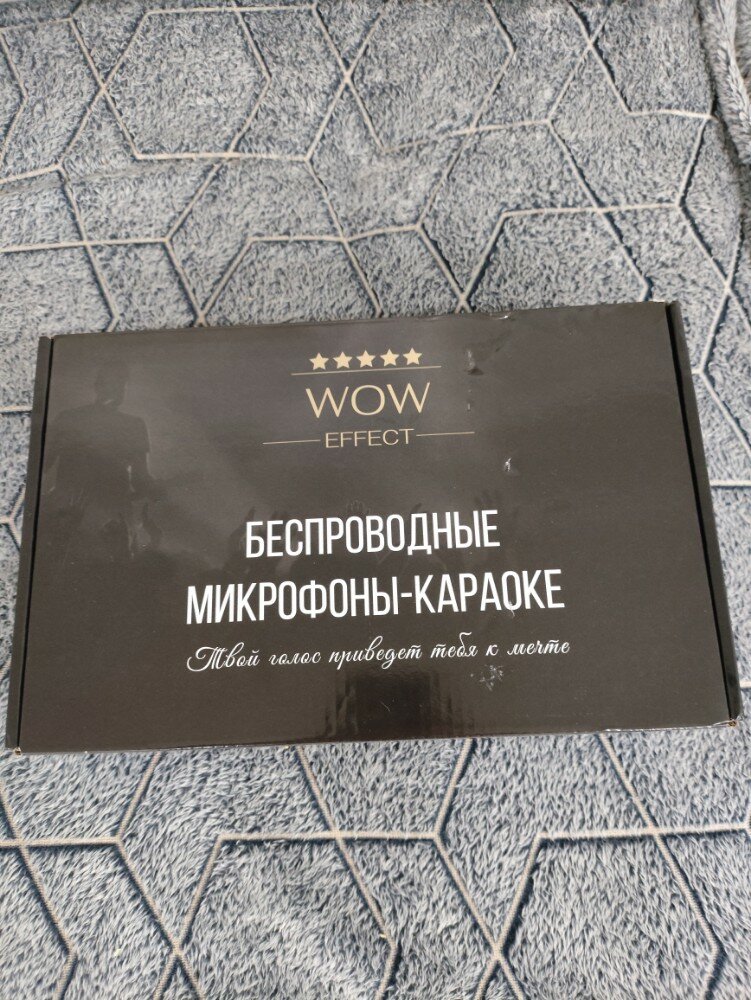 WOW
EFFECT
БЕСПРОВОДНЫЕ
МИКРОФОНЫ-КАРАОКЕ
Твой голос приведет тебя к мечте